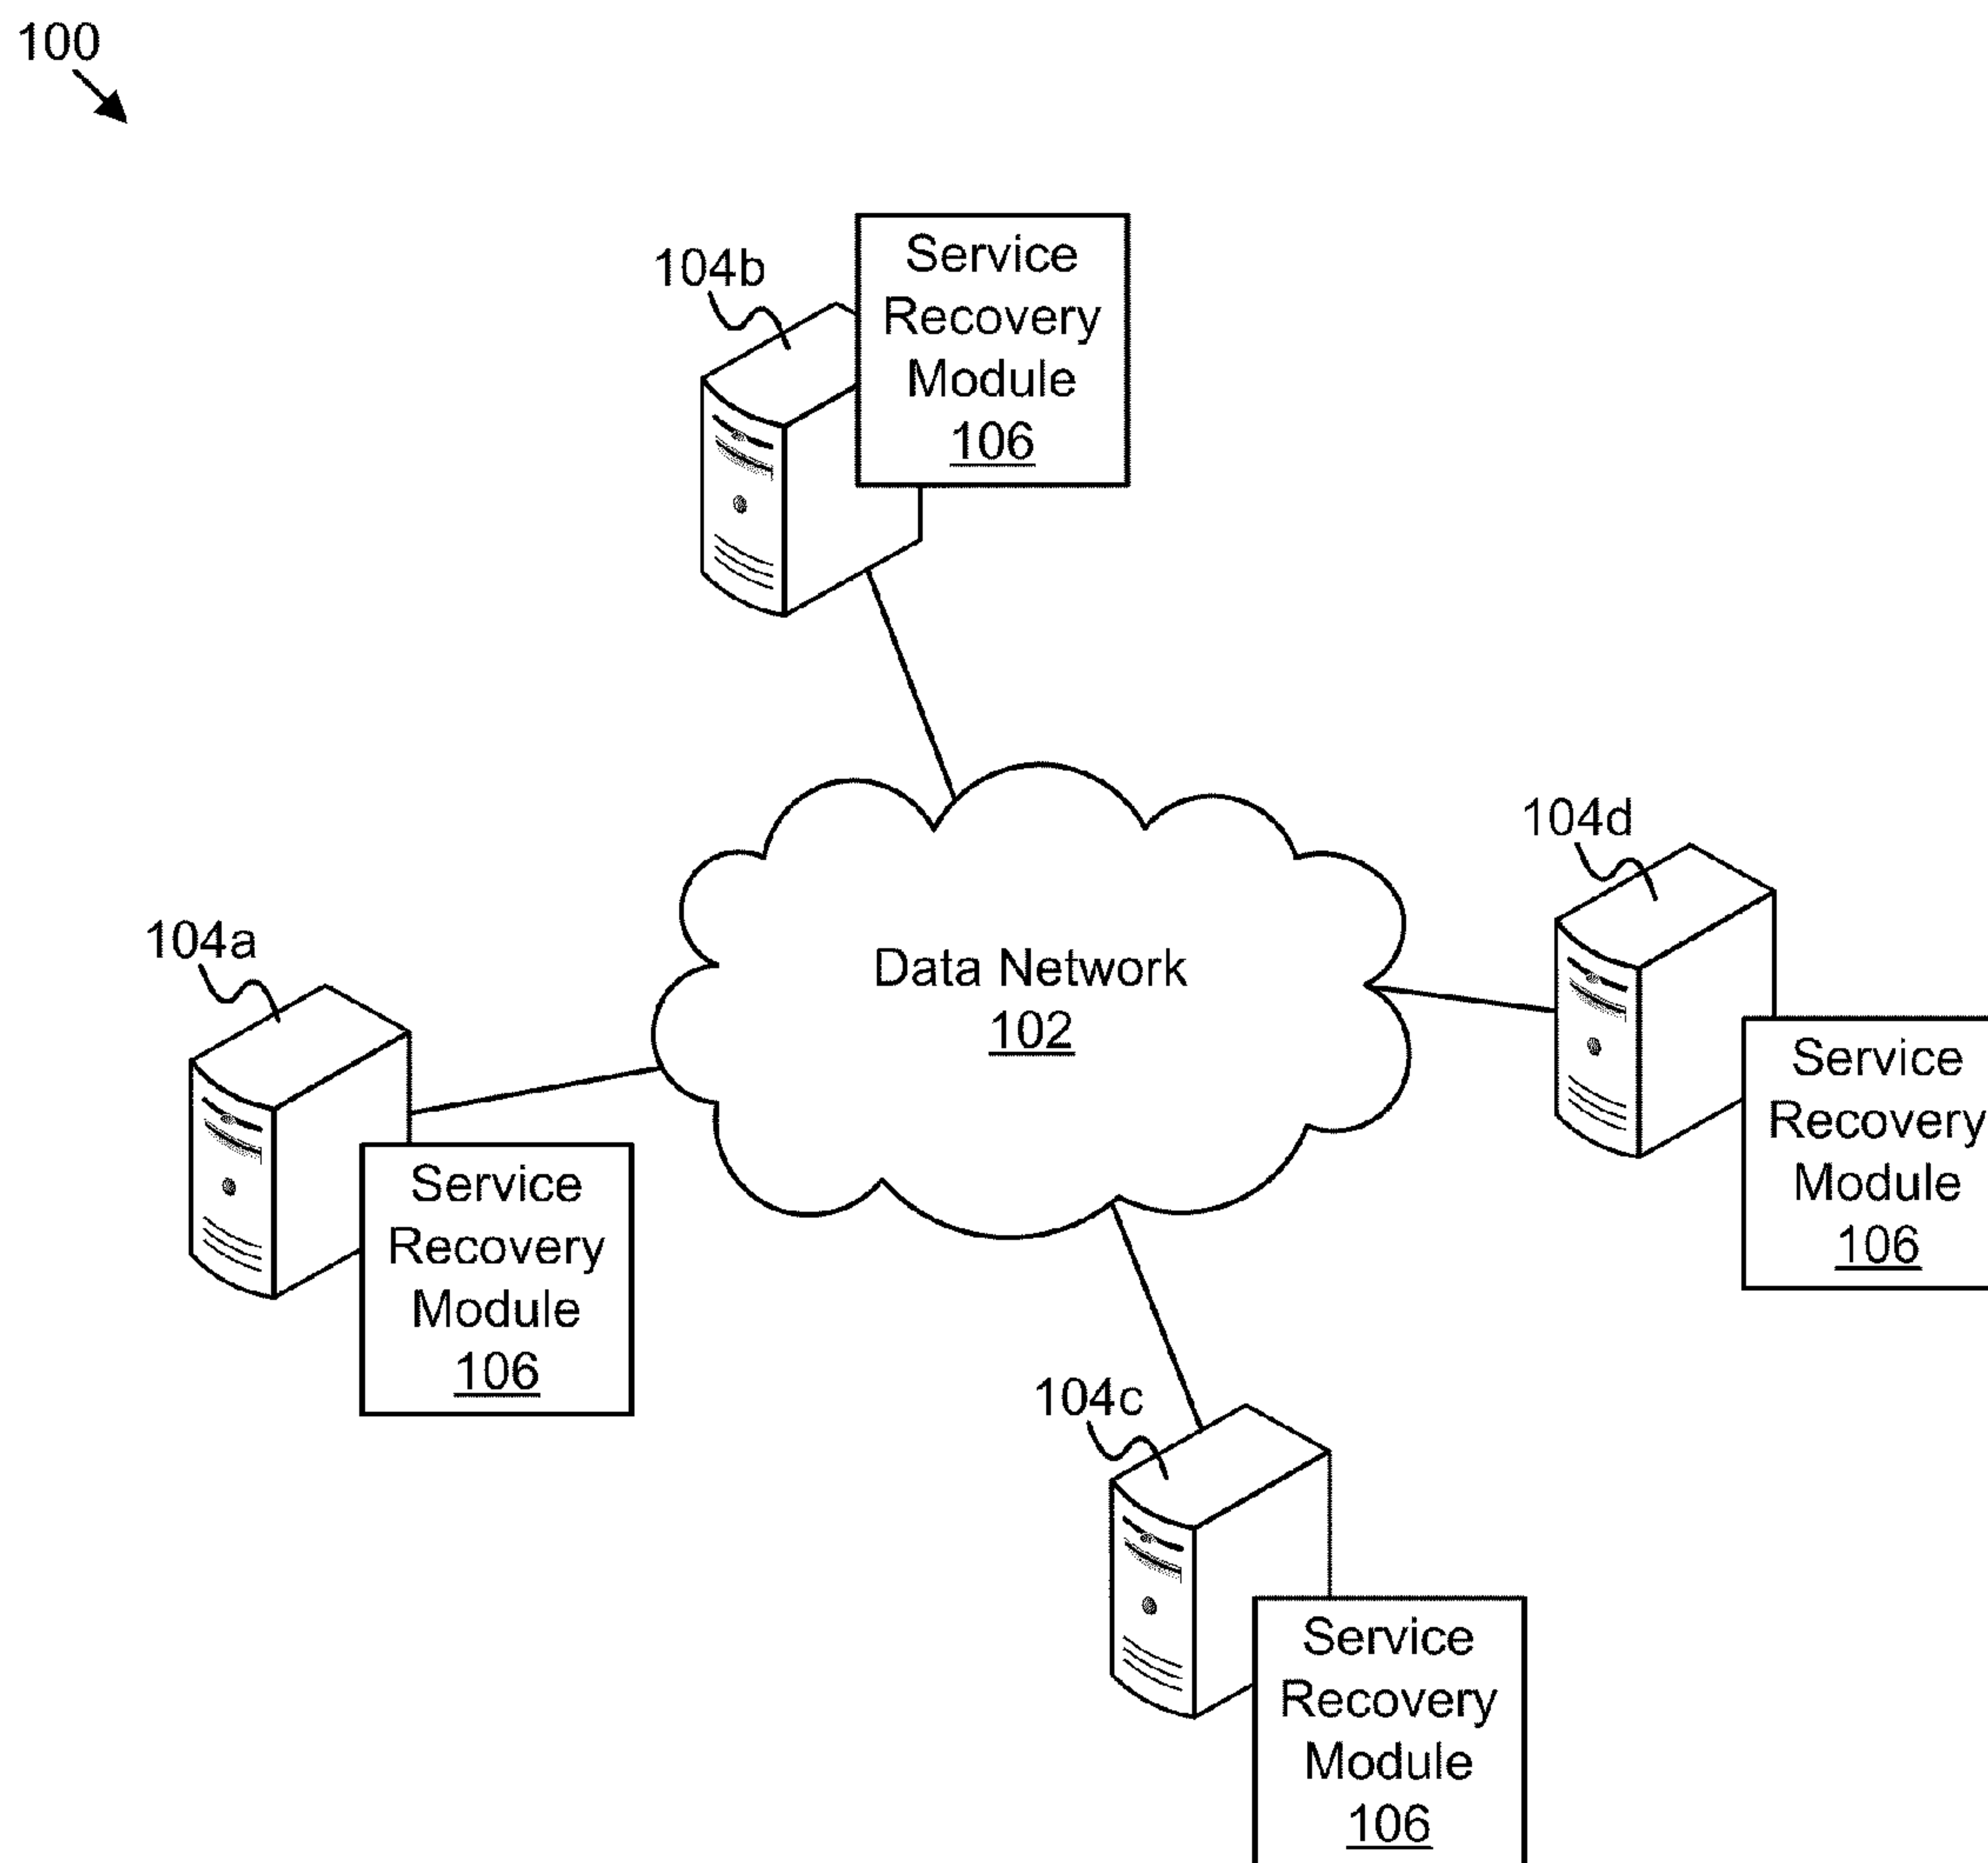 100
104b
Service
Recovery
Module
106
104d
Data Network
102
104a
Service
Recovery
Module
106
Service
Recovery
Module
106
104c
Service
Recovery
Module
106